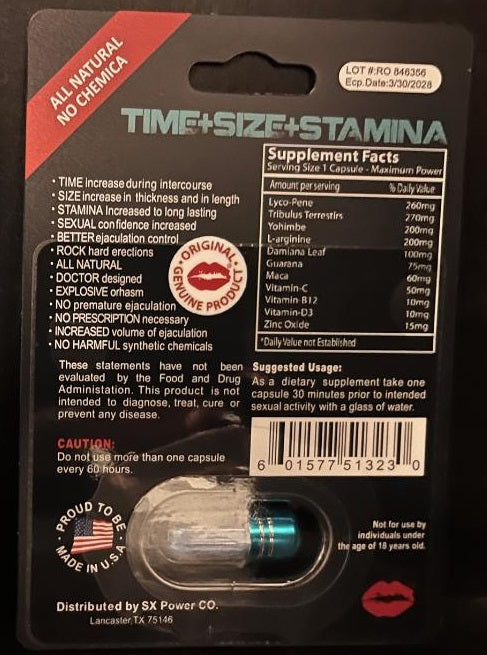 ALL NATURAL
NO CHEMICA
LOT #:RO 846356
Ecp.Date:3/30/2028
TIME+SIZE+STAMINA
• TIME increase during intercourse
• SIZE increase in thickness and in length
• STAMINA Increased to long lasting
• SEXUAL confidence increased
• BETTER ejaculation control
• ROCK hard erections
• ALL NATURAL
• DOCTOR designed
• EXPLOSIVE orhasm
• NO premature ejaculation
• NO PRESCRIPTION necessary
• INCREASED volume of ejaculation
• NO HARMFUL synthetic chemicals
• ORIGINAL •
GENUINE PRODUCT
Supplement Facts
Serving Size 1 Capsule - Maximum Power
Amount per serving % Daily Value
Lyco-Pene 260mg
Tribulus Terrestirs 270mg
Yohimbe 200mg
L-arginine 200mg
Damiana Leaf 100mg
Guarana 75mg
Maca 60mg
Vitamin-C 50mg
Vitamin-B12 10mg
Vitamin-D3 10mg
Zinc Oxide 15mg
*Daily Value not Established
These statements have not been
evaluated by the Food and Drug
Administation. This product is not
intended to diagnose, treat, cure or
prevent any disease.
Suggested Usage:
As a dietary supplement take one
capsule 30 minutes prior to intended
sexual activity with a glass of water.
CAUTION:
Do not use more than one capsule
every 60 hours.
6 01577 51323 0
• PROUD TO BE •
MADE IN U.S.A
Not for use by
individuals under
the age of 18 years old.
Distributed by SX Power CO.
Lancaster,TX 75146